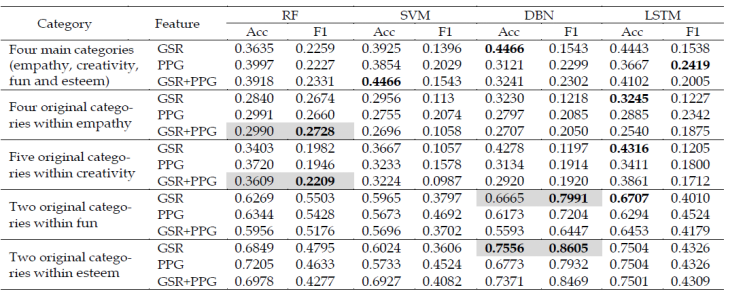 Category Feature RF SVM DBN LSTM
Acc F1 Acc F1 Acc F1 Acc F1
Four main categories (empathy, creativity, fun and esteem) GSR 0.3635 0.2259 0.3925 0.1396 0.4466 0.1543 0.4443 0.1538
PPG 0.3997 0.2227 0.3854 0.2029 0.3121 0.2299 0.3667 0.2419
GSR+PPG 0.3918 0.2331 0.4466 0.1543 0.3241 0.2302 0.4102 0.2005
Four original catego-ries within empathy GSR 0.2840 0.2674 0.2956 0.113 0.3230 0.1218 0.3245 0.1227
PPG 0.2991 0.2660 0.2755 0.2074 0.2797 0.2085 0.2885 0.2342
GSR+PPG 0.2990 0.2728 0.2696 0.1058 0.2707 0.2050 0.2540 0.1875
Five original catego-ries within creativity GSR 0.3403 0.1982 0.3667 0.1057 0.4278 0.1197 0.4316 0.1205
PPG 0.3720 0.1946 0.3233 0.1578 0.3134 0.1914 0.3411 0.1800
GSR+PPG 0.3609 0.2209 0.3224 0.0987 0.2920 0.1920 0.3861 0.1712
Two original catego-ries within fun GSR 0.6269 0.5503 0.5965 0.3797 0.6665 0.7991 0.6707 0.4010
PPG 0.6344 0.5428 0.5673 0.4692 0.6173 0.7204 0.6294 0.4524
GSR+PPG 0.5956 0.5176 0.5696 0.3702 0.5593 0.6447 0.6453 0.4179
Two original catego-ries within esteem GSR 0.6849 0.4795 0.6024 0.3606 0.7556 0.8605 0.7504 0.4326
PPG 0.7205 0.4633 0.5733 0.4524 0.6773 0.7932 0.7504 0.4326
GSR+PPG 0.6978 0.4277 0.6927 0.4082 0.7371 0.8469 0.7501 0.4309